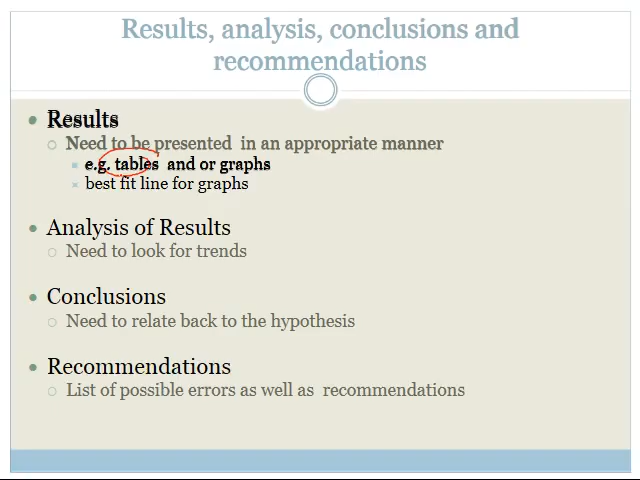 Results, analysis, conclusions and
recommendations
Results
Need to be presented in an appropriate manner
e.g. tables and or graphs
best fit line for graphs
Analysis of Results
Need to look for trends
Conclusions
Need to relate back to the hypothesis
Recommendations
List of possible errors as well as recommendations